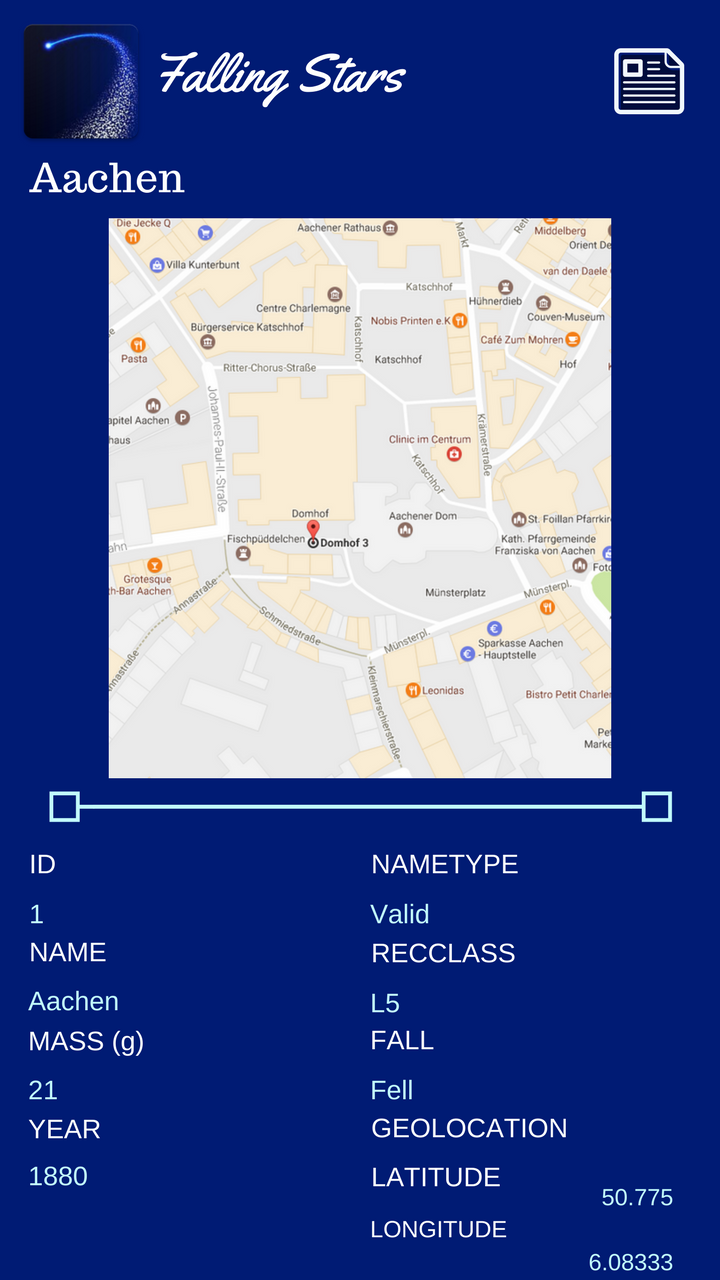 Falling Stars
Aachen
Die Jecke Q
Aachener Rathaus
Markt
Middelberg
Orient De
Villa Kunterbunt
van den Daele
Katschhof
Hühnerdieb
Centre Charlemagne
Couven-Museum
Nobis Printen e.K
Bürgerservice Katschhof
Katschhof
Café Zum Mohren
Pasta
Katschhof
Hof
Ritter-Chorus-Straße
Johannes-Paul-II.-Straße
apitel Aachen
haus
Krämerstraße
Clinic im Centrum
Katschhof
Domhof
Aachener Dom
St. Foillan Pfarrkir
Fischpüddelchen
Domhof 3
Kath. Pfarrgemeinde
Franziska von Aachen
ahn
Foto
Grotesque
th-Bar Aachen
Annastraße
Münsterplatz
Münsterpl.
Schmiedstraße
Münsterpl.
Sparkasse Aachen
- Hauptstelle
nnastraße
Kleinmarschierstraße
Leonidas
Bistro Petit Charle
Pet
Marke
ID
NAMETYPE
1
Valid
NAME
RECCLASS
Aachen
L5
MASS (g)
FALL
21
Fell
YEAR
GEOLOCATION
1880
LATITUDE
50.775
LONGITUDE
6.08333